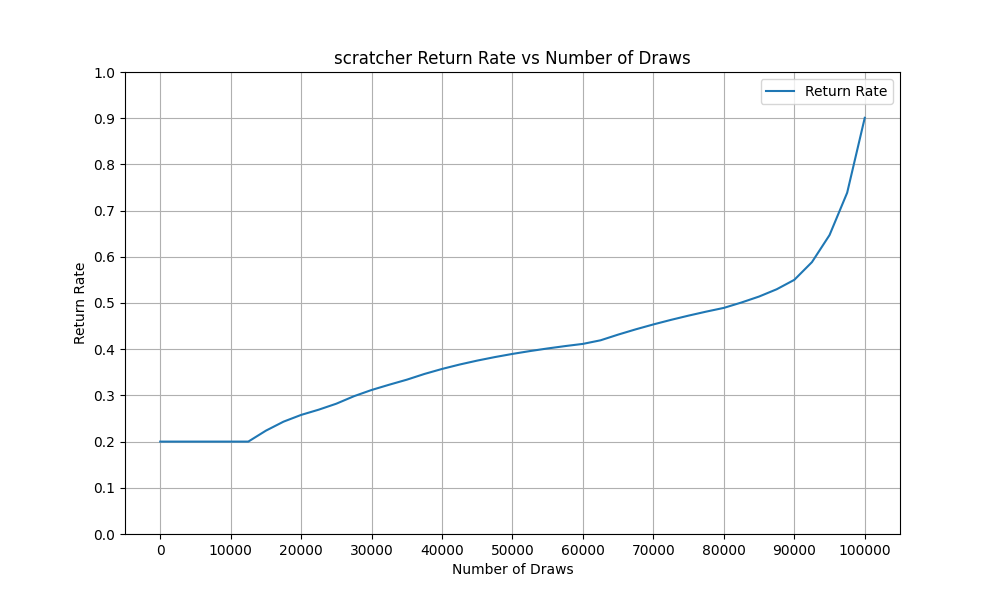 scratcher Return Rate vs Number of Draws
Return Rate
1.0
0.9
0.8
0.7
0.6
0.5
0.4
0.3
0.2
0.1
0.0
Return Rate
0 10000 20000 30000 40000 50000 60000 70000 80000 90000 100000
Number of Draws